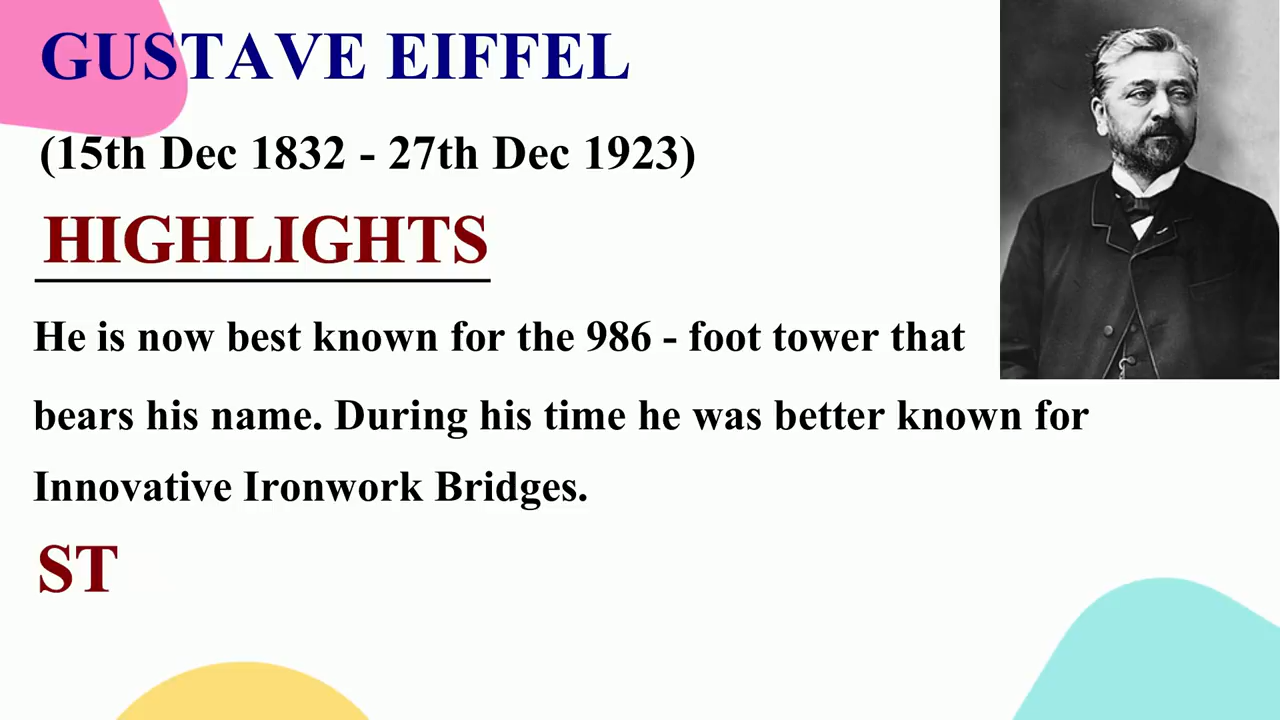 GUSTAVE EIFFEL
(15th Dec 1832 - 27th Dec 1923)
HIGHLIGHTS
He is now best known for the 986 - foot tower that
bears his name. During his time he was better known for
Innovative Ironwork Bridges.
ST